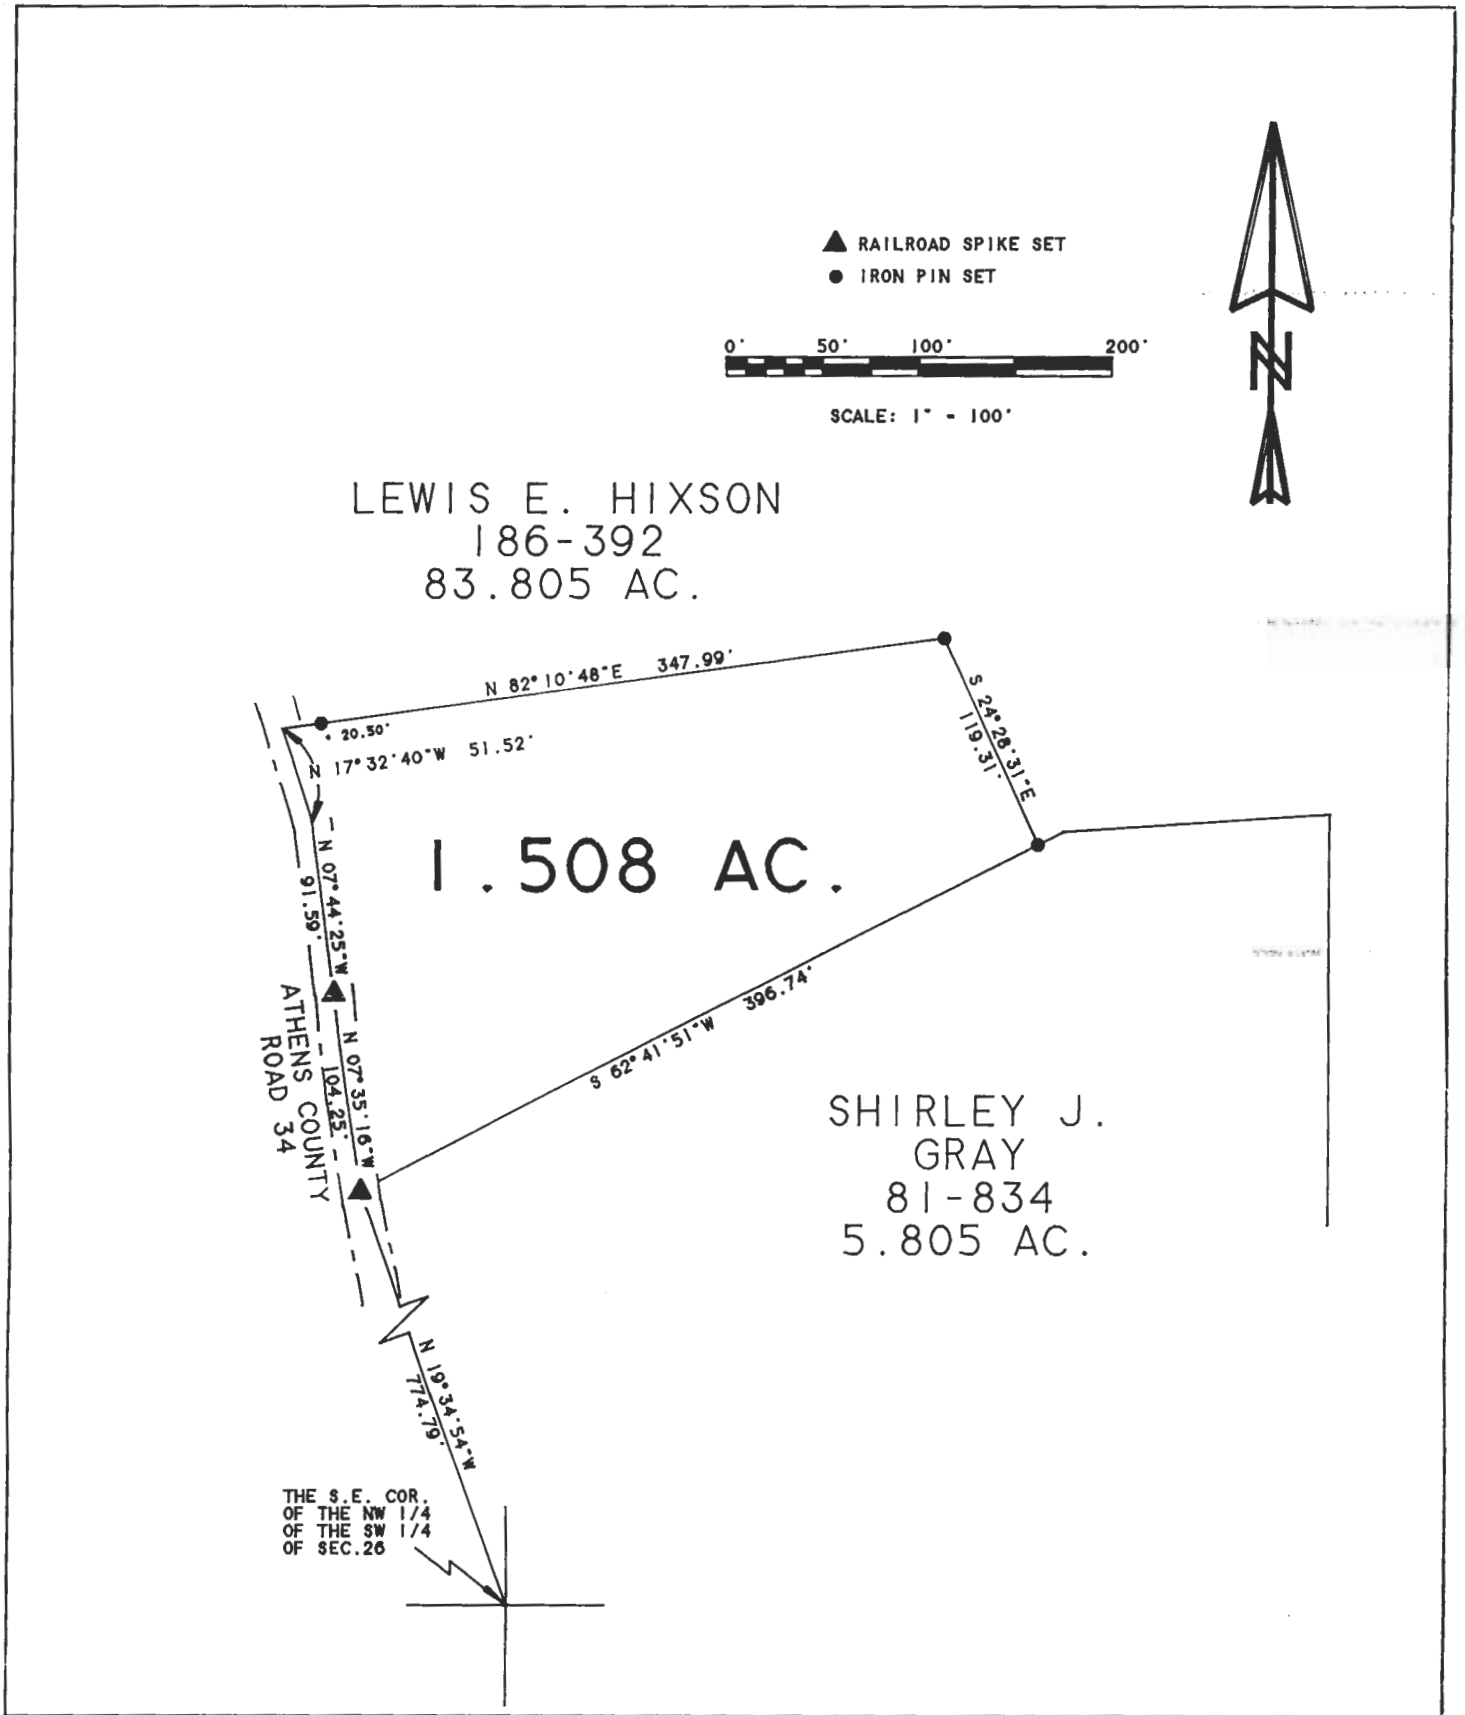 RAILROAD SPIKE SET
IRON PIN SET
0' 50' 100' 200'
SCALE: 1" - 100'
N
LEWIS E. HIXSON
186-392
83.805 AC.
N 82°10'48"E 347.99'
20.50'
N 17°32'40"W 51.52'
S 24°28'31"E
119.31'
1.508 AC.
N 07°44'25"W
91.59'
S 62°41'51"W 396.74'
ATHENS COUNTY
ROAD 34
N 07°35'16"W
104.25'
SHIRLEY J.
GRAY
81-834
5.805 AC.
N 19°34'54"W
774.79'
THE S.E. COR.
OF THE NW 1/4
OF THE SW 1/4
OF SEC.26